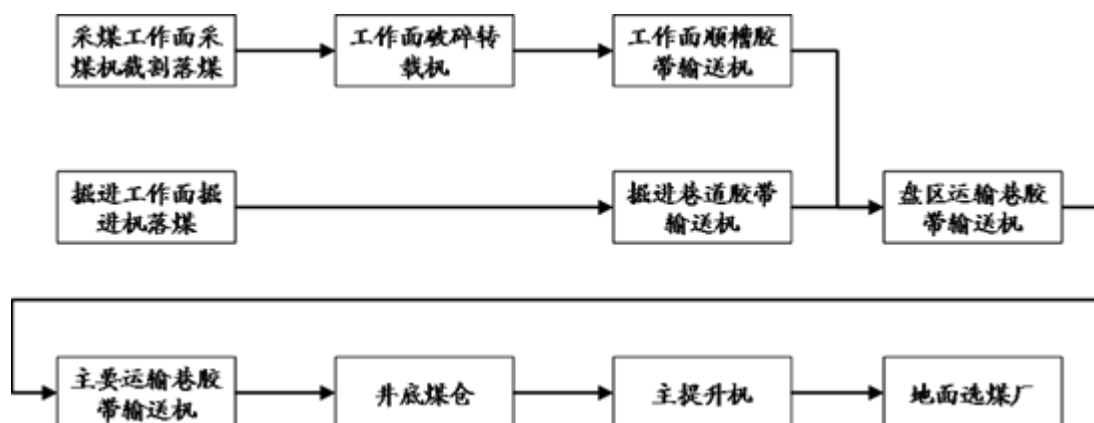 采煤工作面采
煤机截割落煤
工作面破碎转
载机
工作面顺槽胶
带输送机
掘进工作面掘
进机落煤
掘进巷道胶带
输送机
盘区运输巷胶
带输送机
主要运输巷胶
带输送机
井底煤仓
主提升机
地面选煤厂